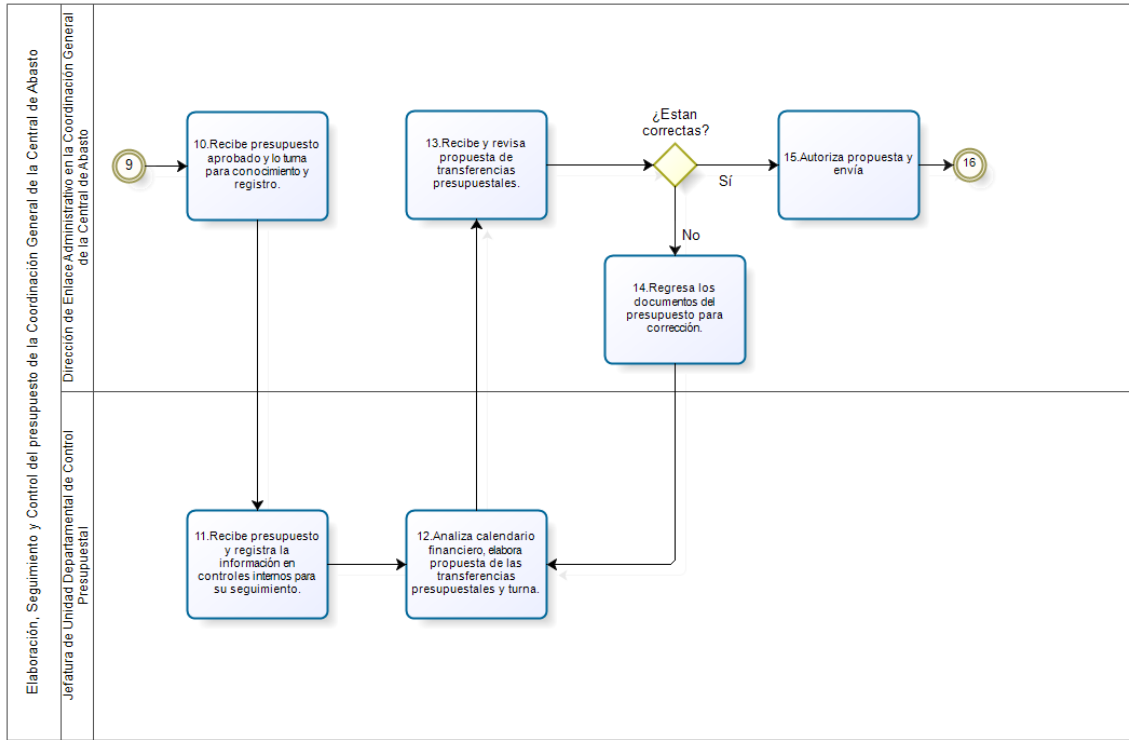 Elaboración, Seguimiento y Control del presupuesto de la Coordinación General de la Central de Abasto
Dirección de Enlace Administrativo en la Coordinación General
de la Central de Abasto
9
10.Recibe presupuesto
aprobado y lo turna
para conocimiento y
registro.
13.Recibe y revisa
propuesta de
transferencias
presupuestales.
¿Estan
correctas?
Sí
No
15.Autoriza propuesta y
envía
16
14.Regresa los
documentos del
presupuesto para
corrección.
Jefatura de Unidad Departamental de Control
Presupuestal
11.Recibe presupuesto
y registra la
información en
controles internos para
su seguimiento.
12.Analiza calendario
financiero, elabora
propuesta de las
transferencias
presupuestales y turna.